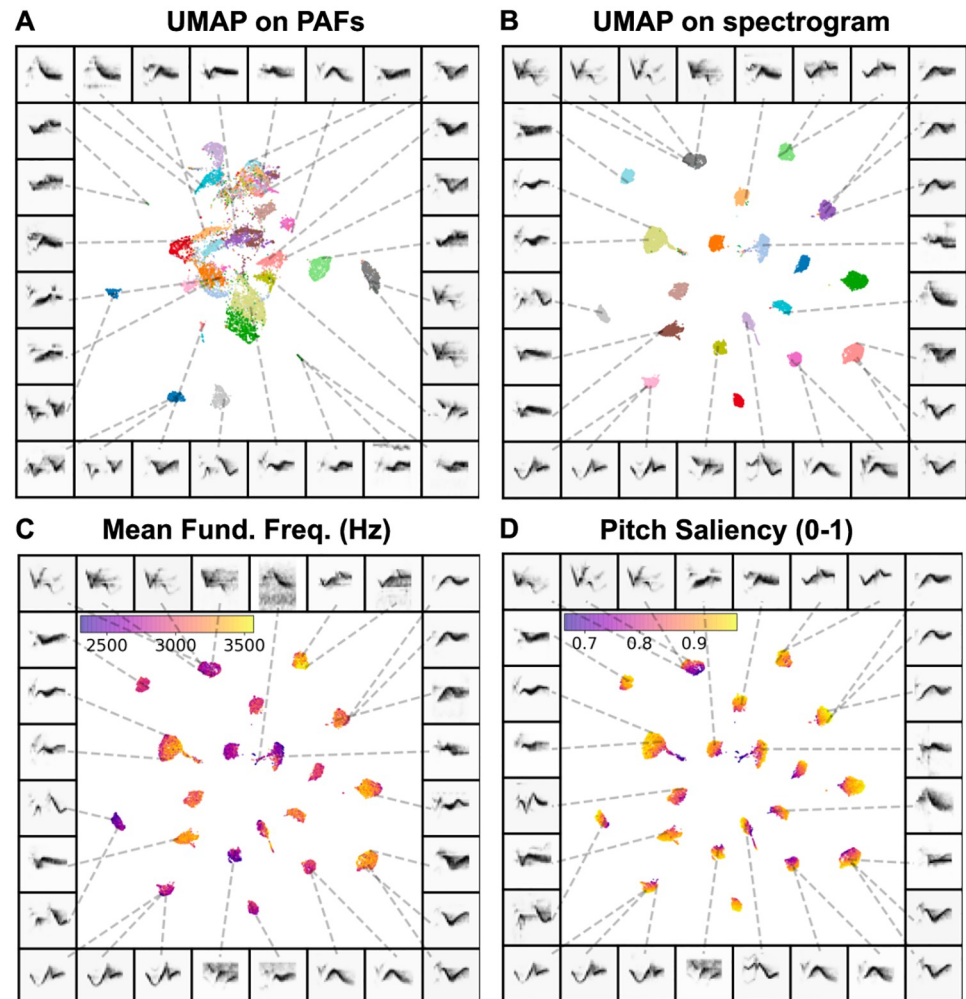 A UMAP on PAFs
B UMAP on spectrogram
C Mean Fund. Freq. (Hz)
2500 3000 3500
D Pitch Saliency (0-1)
0.7 0.8 0.9